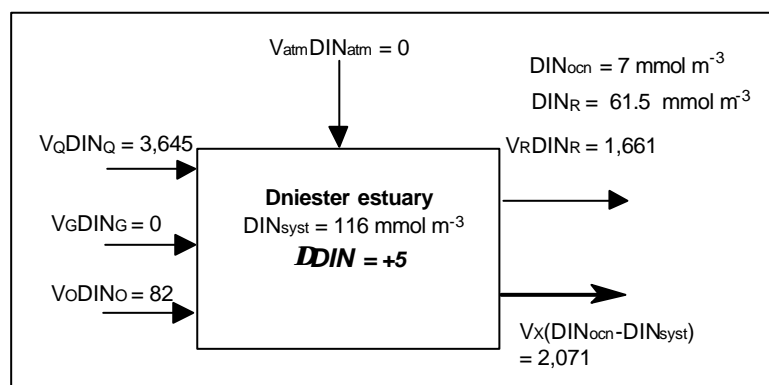 VatmDINatm = 0
DINocn = 7 mmol m-3
DINR = 61.5 mmol m-3
VQDINQ = 3,645
VRDINR = 1,661
Dniester estuary
DINsyst = 116 mmol m-3
DDIN = +5
VGDING = 0
VODINO = 82
VX(DINocn-DINsyst)
= 2,071